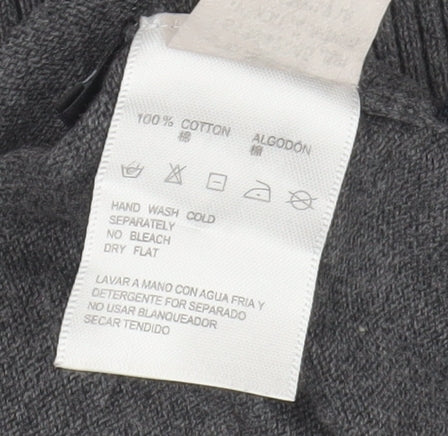 100% COTTON ALGODÓN
棉 棉
HAND WASH COLD
SEPARATELY
NO BLEACH
DRY FLAT
LAVAR A MANO CON AGUA FRIA Y
DETERGENTE FOR SEPARADO
NO USAR BLANQUEADOR
SECAR TENDIDO